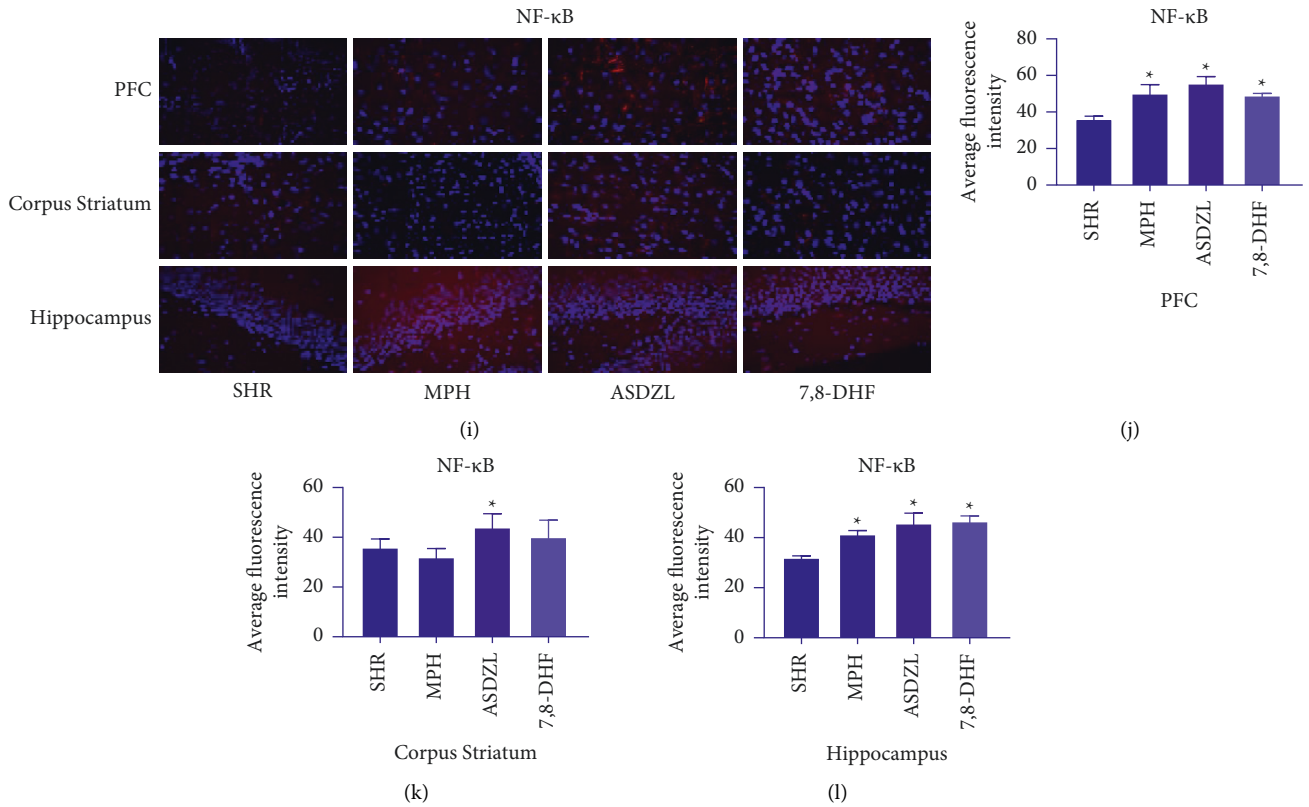 NF-κB
PFC
Corpus Striatum
Hippocampus
SHR MPH ASDZL 7,8-DHF
(i)
NF-κB
Average fluorescence
intensity
80
60
40
20
0
*
*
*
SHR
MPH
ASDZL
7,8-DHF
PFC
(j)
NF-κB
Average fluorescence
intensity
60
40
20
0
*
SHR
MPH
ASDZL
7,8-DHF
Corpus Striatum
(k)
NF-κB
Average fluorescence
intensity
60
40
20
0
*
*
*
SHR
MPH
ASDZL
7,8-DHF
Hippocampus
(l)